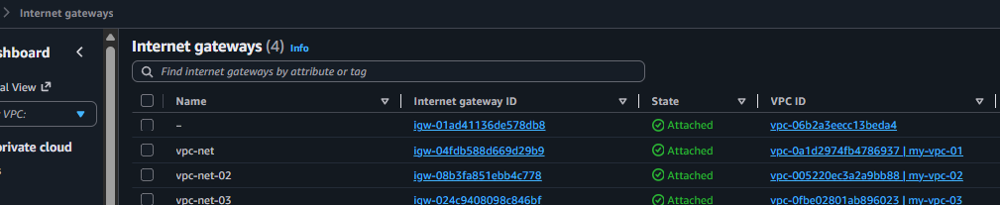 Internet gateways
shboard
Internet gateways (4) Info
al View
Find internet gateways by attribute or tag
VPC:
Name Internet gateway ID State VPC ID
– igw-01ad41136de578db8 Attached vpc-06b2a3eecc13beda4
private cloud
vpc-net igw-04fdb588d669d29b9 Attached vpc-0a1d2974fb4786937 | my-vpc-01
s
vpc-net-02 igw-08b3fa851ebb4c778 Attached vpc-005220ec3a2a9bb88 | my-vpc-02
vpc-net-03 igw-024c9408098c846bf Attached vpc-0fbe02801ab896023 | my-vpc-03